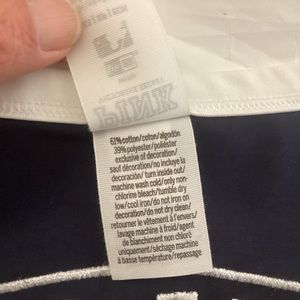 PINK
61% cotton/coton/algodón
39% polyester/poliéster
exclusive of decoration/
sauf décoration/no incluye la
decoración/ turn inside out/
machine wash cold/only non-
chlorine bleach/tumble dry
low/cool iron/do not iron on
decoration/do not dry clean/
retourner le vêtement à l'envers/
lavage machine à froid/agent
de blanchiment non chloré
uniquement/séchage machine
à basse température/repassage